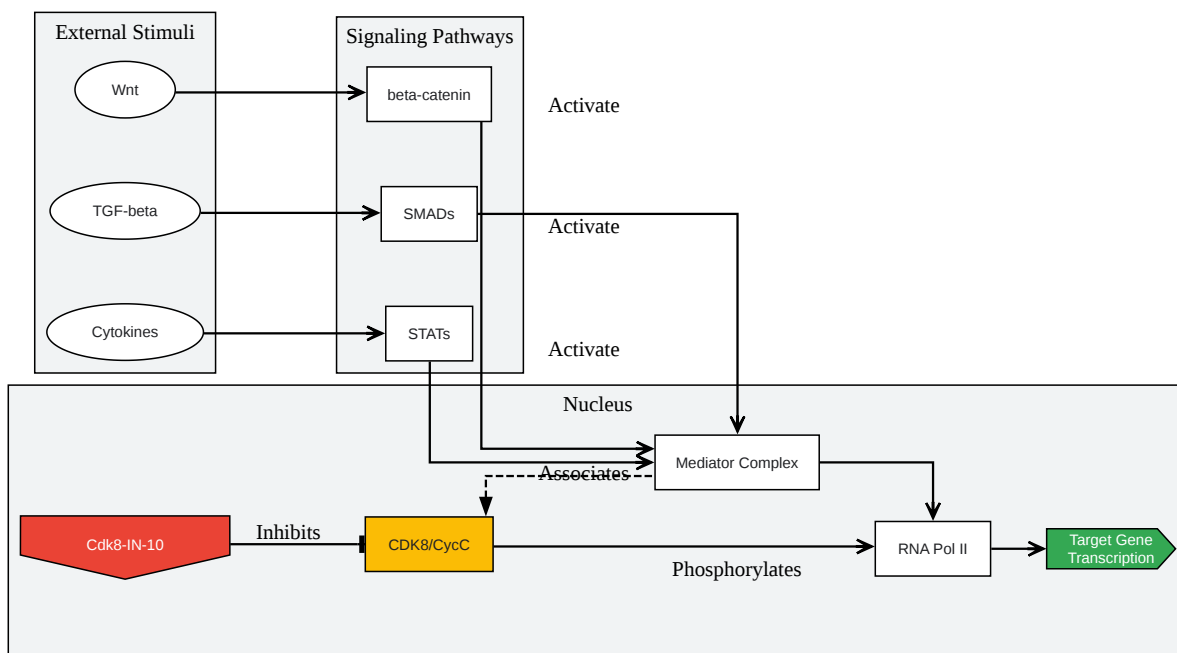 External Stimuli
Signaling Pathways
Wnt
beta-catenin
Activate
TGF-beta
SMADs
Activate
Cytokines
STATs
Activate
Nucleus
Mediator Complex
Associates
Cdk8-IN-10
Inhibits
CDK8/CycC
Phosphorylates
RNA Pol II
Target Gene
Transcription